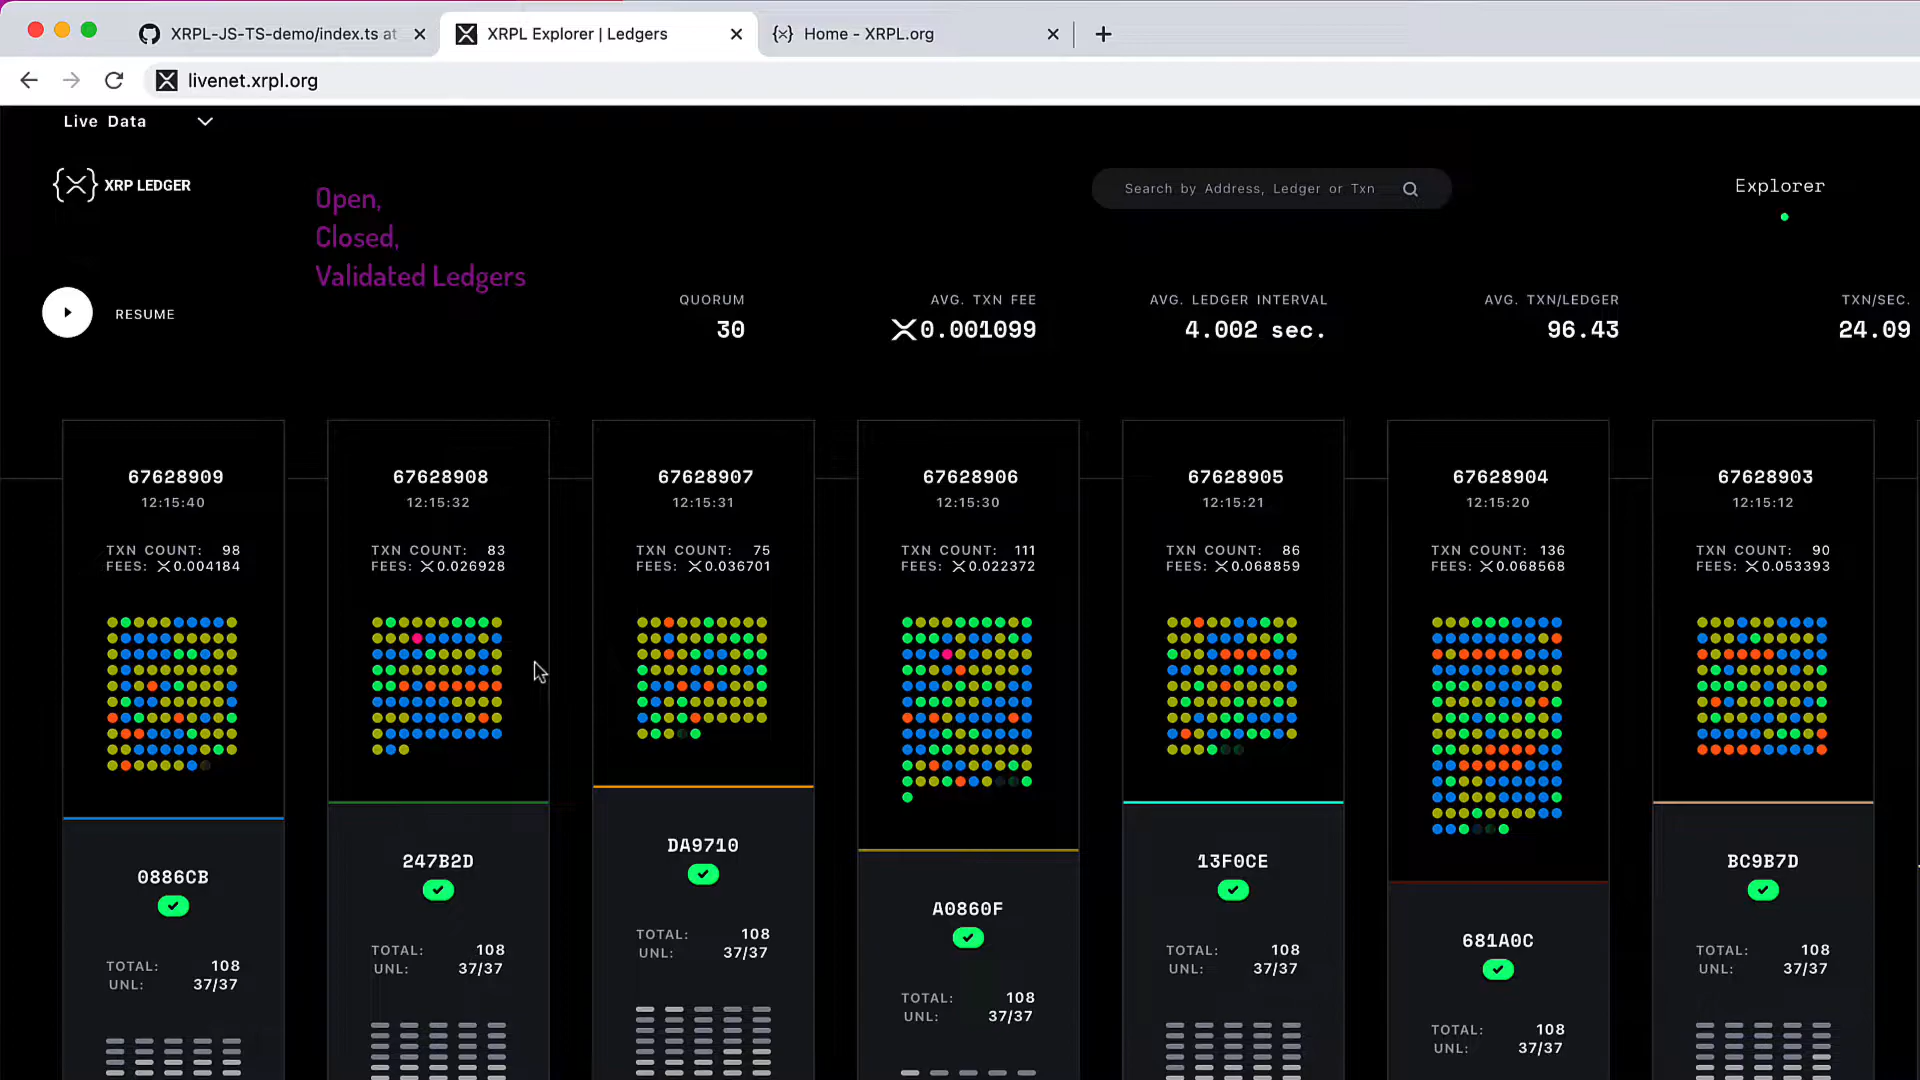 XRPL-JS-TS-demo/index.ts at
XRPL Explorer | Ledgers
Home - XRPL.org
livenet.xrpl.org
Live Data
XRP LEDGER
Open,
Closed,
Validated Ledgers
Search by Address, Ledger or Txn
Explorer
RESUME
QUORUM
30
AVG. TXN FEE
0.001099
AVG. LEDGER INTERVAL
4.002 sec.
AVG. TXN/LEDGER
96.43
TXN/SEC.
24.09
67628909
12:15:40
TXN COUNT: 98
FEES: 0.004184
0886CB
TOTAL: 108
UNL: 37/37
67628908
12:15:32
TXN COUNT: 83
FEES: 0.026928
247B2D
TOTAL: 108
UNL: 37/37
67628907
12:15:31
TXN COUNT: 75
FEES: 0.036701
DA9710
TOTAL: 108
UNL: 37/37
67628906
12:15:30
TXN COUNT: 111
FEES: 0.022372
A0860F
TOTAL: 108
UNL: 37/37
67628905
12:15:21
TXN COUNT: 86
FEES: 0.068859
13F0CE
TOTAL: 108
UNL: 37/37
67628904
12:15:20
TXN COUNT: 136
FEES: 0.068568
681A0C
TOTAL: 108
UNL: 37/37
67628903
12:15:12
TXN COUNT: 90
FEES: 0.053393
BC9B7D
TOTAL: 108
UNL: 37/37